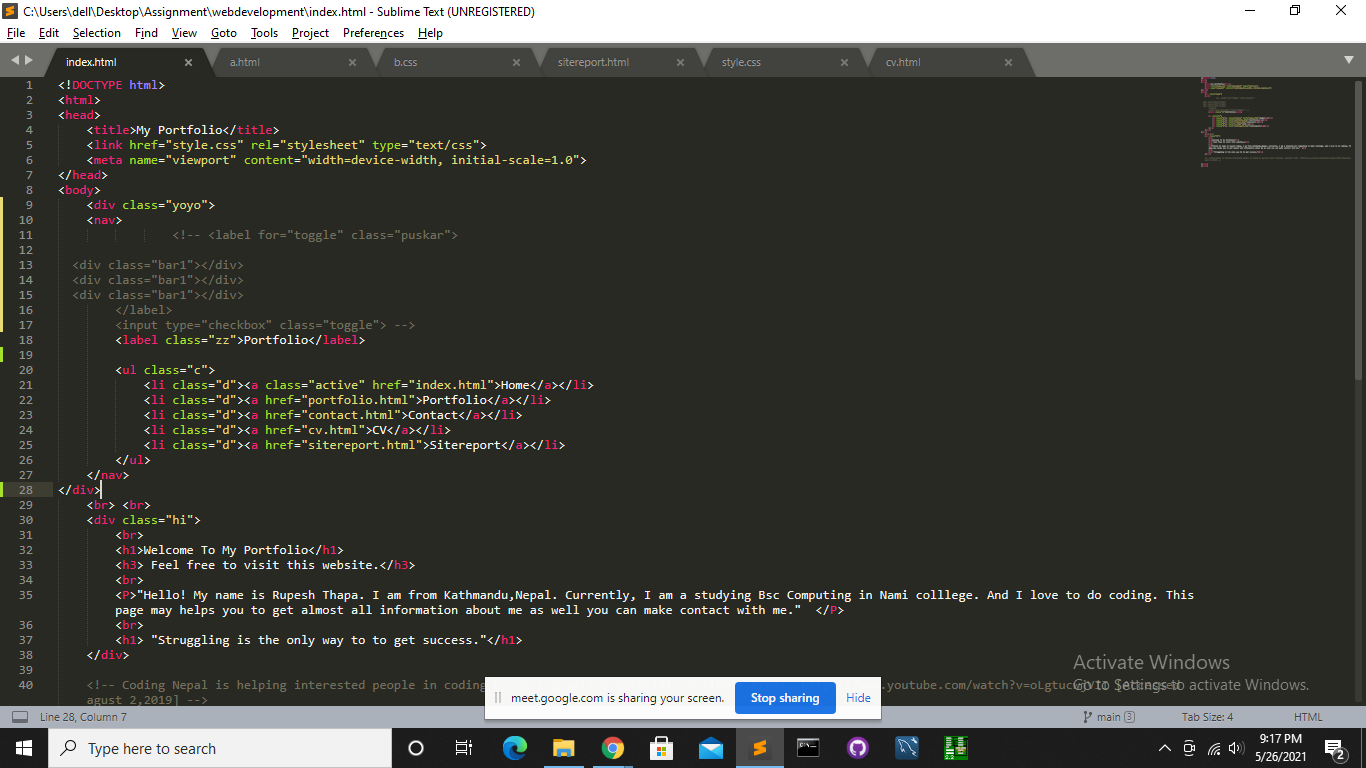 C:\Users\dell\Desktop\Assignment\webdevelopment\index.html - Sublime Text (UNREGISTERED)
File Edit Selection Find View Goto Tools Project Preferences Help
index.html a.html b.css sitereport.html style.css cv.html
1 <!DOCTYPE html>
2 <html>
3 <head>
4 <title>My Portfolio</title>
5 <link href="style.css" rel="stylesheet" type="text/css">
6 <meta name="viewport" content="width=device-width, initial-scale=1.0">
7 </head>
8 <body>
9 <div class="yoyo">
10 <nav>
11 <!-- <label for="toggle" class="puskar">
12
13 <div class="bar1"></div>
14 <div class="bar1"></div>
15 <div class="bar1"></div>
16 </label>
17 <input type="checkbox" class="toggle"> -->
18 <label class="zz">Portfolio</label>
19
20 <ul class="c">
21 <li class="d"><a class="active" href="index.html">Home</a></li>
22 <li class="d"><a href="portfolio.html">Portfolio</a></li>
23 <li class="d"><a href="contact.html">Contact</a></li>
24 <li class="d"><a href="cv.html">CV</a></li>
25 <li class="d"><a href="sitereport.html">Sitereport</a></li>
26 </ul>
27 </nav>
28 </div>
29 <br> <br>
30 <div class="hi">
31 <br>
32 <h1>Welcome To My Portfolio</h1>
33 <h3> Feel free to visit this website.</h3>
34 <br>
35 <P>"Hello! My name is Rupesh Thapa. I am from Kathmandu,Nepal. Currently, I am a studying Bsc Computing in Nami colllege. And I love to do coding. This
page may helps you to get almost all information about me as well you can make contact with me."  </P>
36 <br>
37 <h1> "Struggling is the only way to to get success."</h1>
38 </div>
39
40 <!-- Coding Nepal is helping interested people in coding
agust 2,2019] -->
Activate Windows
Go to Settings to activate Windows.
meet.google.com is sharing your screen. Stop sharing Hide
Line 28, Column 7 main 3 Tab Size: 4 HTML
Type here to search
9:17 PM
5/26/2021
2